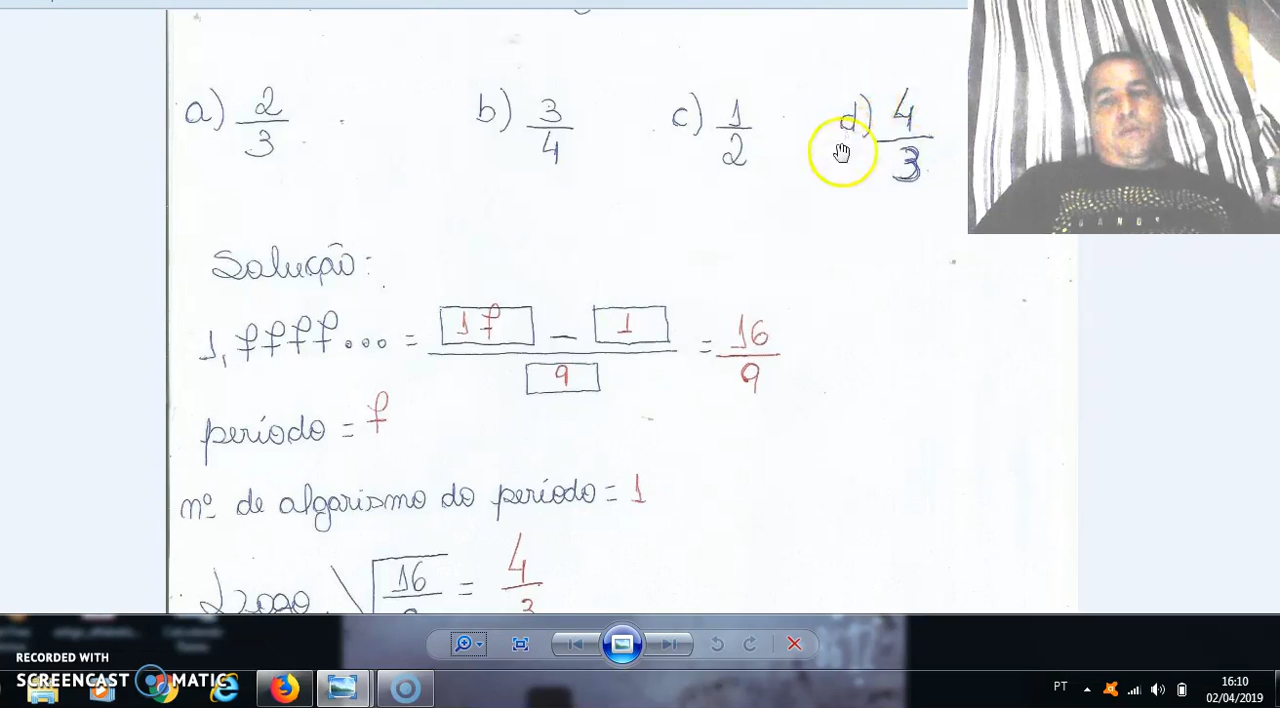 a) 2/3 b) 3/4 c) 1/2 d) 4/3
Solução:
1,7777... = 17 - 1 / 9 = 16/9
período = 7
nº de algarismo do período = 1
√16 = 4/3
RECORDED WITH
SCREENCAST MATIC
ANDS
PT
16:10
02/04/2019